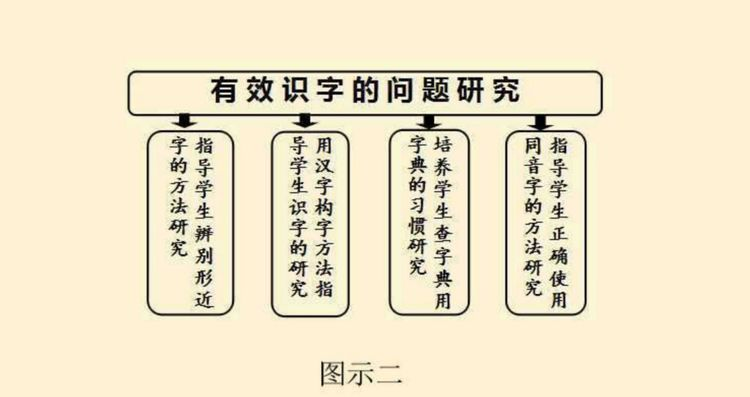 有效识字的问题研究
指导学生辨别形近
字的方法研究
用汉字构字方法指
导学生识字的研究
培养学生查字典用
字典的习惯研究
指导学生正确使用
同音字的方法研究
图示二